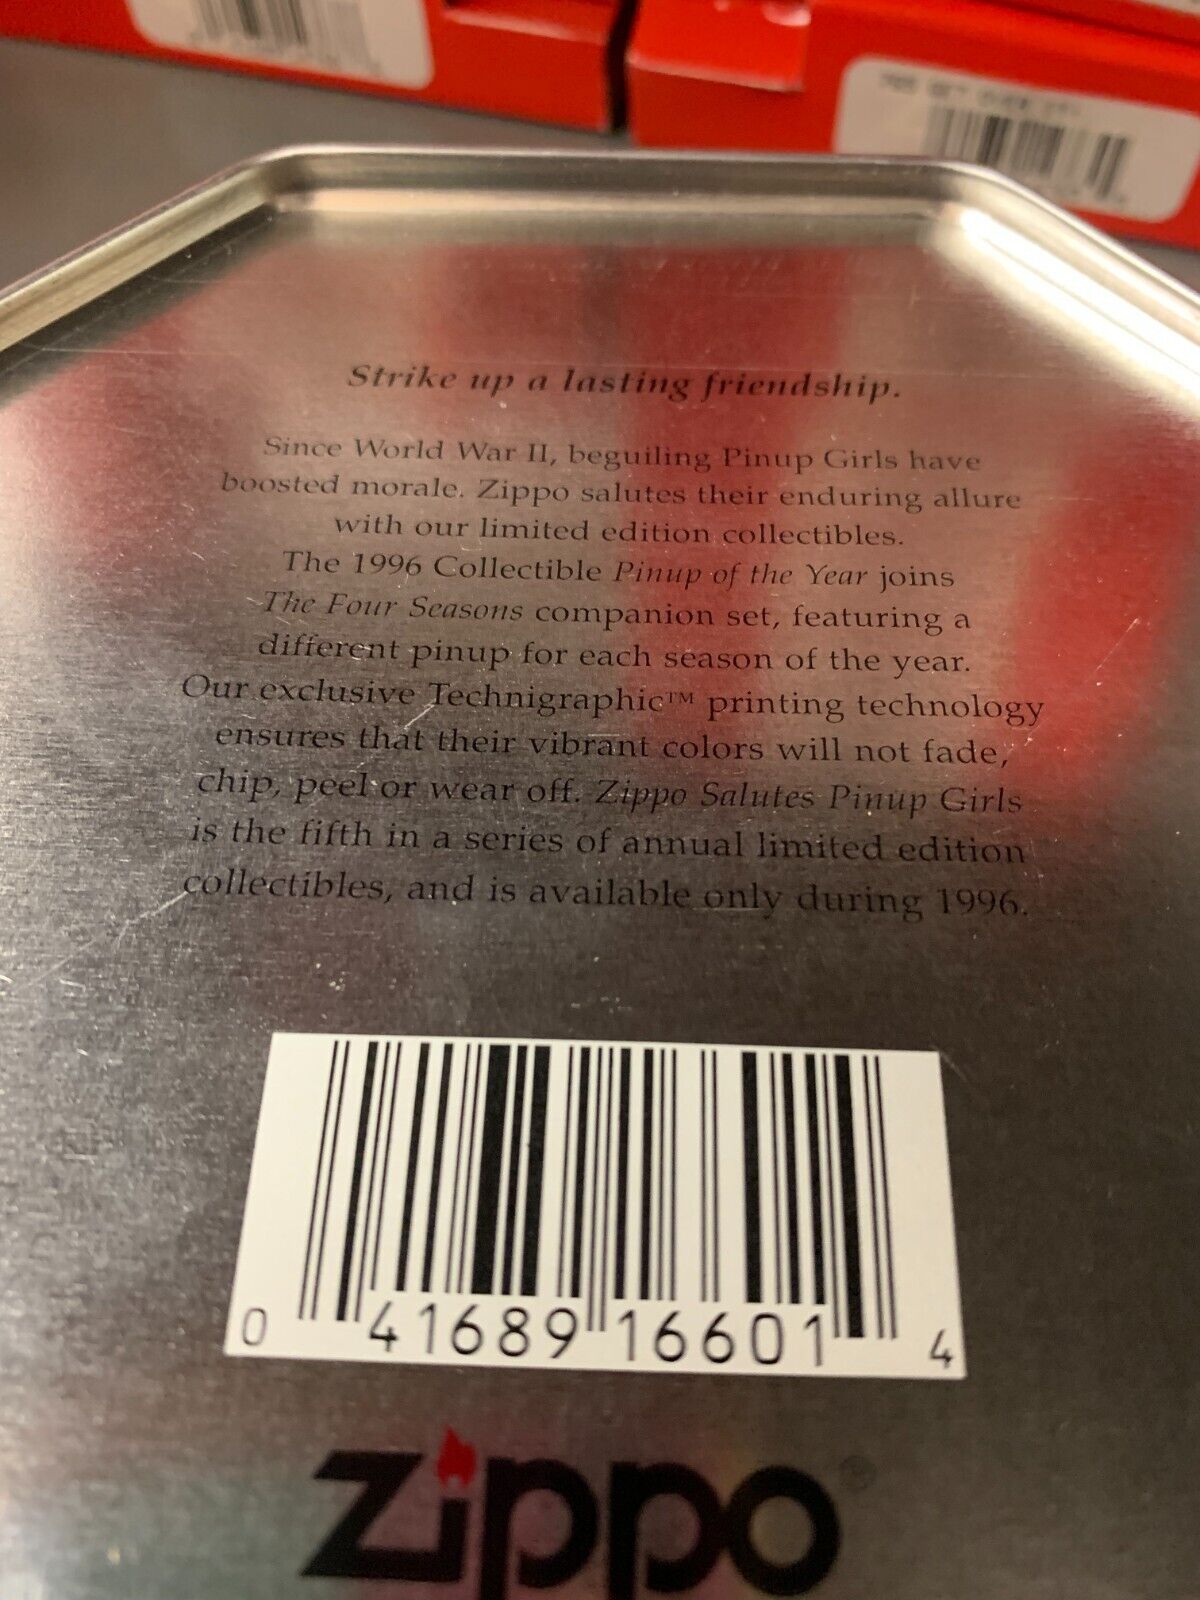 Strike up a lasting friendship.
Since World War II, beguiling Pinup Girls have
boosted morale. Zippo salutes their enduring allure
with our limited edition collectibles.
The 1996 Collectible Pinup of the Year joins
The Four Seasons companion set, featuring a
different pinup for each season of the year.
Our exclusive Technigraphic™ printing technology
ensures that their vibrant colors will not fade,
chip, peel or wear off. Zippo Salutes Pinup Girls
is the fifth in a series of annual limited edition
collectibles, and is available only during 1996.
0 41689 16601 4
Zippo